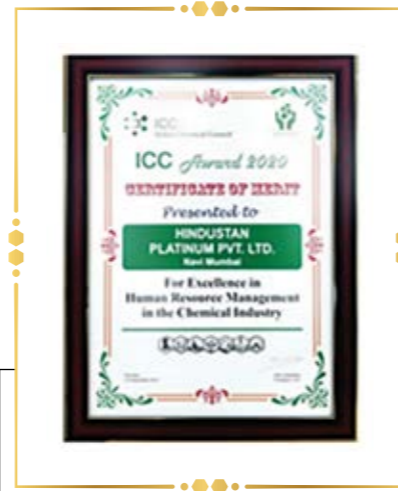 ICC
ICC Award 2020
CERTIFICATE OF MERIT
Presented to
HINDUSTAN
PLATINUM PVT. LTD.
Navi Mumbai
For Excellence in
Human Resource Management
in the Chemical Industry